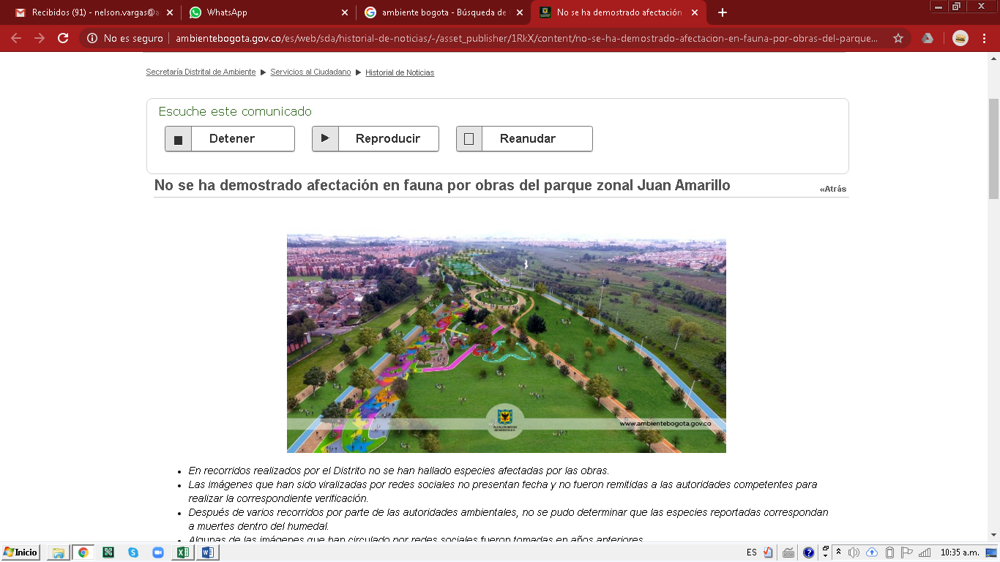 Recibidos (91) - nelson.vargas@a
WhatsApp
ambiente bogota - Búsqueda de
No se ha demostrado afectación
No es seguro
ambientebogota.gov.co/es/web/sda/historial-de-noticias/-/asset_publisher/1RkX/content/no-se-ha-demostrado-afectacion-en-fauna-por-obras-del-parque...
Secretaría Distrital de Ambiente
Servicios al Ciudadano
Historial de Noticias
Escuche este comunicado
Detener
Reproducir
Reanudar
No se ha demostrado afectación en fauna por obras del parque zonal Juan Amarillo
«Atrás
ALCALDÍA MAYOR
DE BOGOTÁ D.C.
www.ambientebogota.gov.co
En recorridos realizados por el Distrito no se han hallado especies afectadas por las obras.
Las imágenes que han sido viralizadas por redes sociales no presentan fecha y no fueron remitidas a las autoridades competentes para
realizar la correspondiente verificación.
Después de varios recorridos por parte de las autoridades ambientales, no se pudo determinar que las especies reportadas correspondan
a muertes dentro del humedal.
Algunas de las imágenes que han circulado por redes sociales fueron tomadas en años anteriores
Inicio
ES
10:35 a.m.